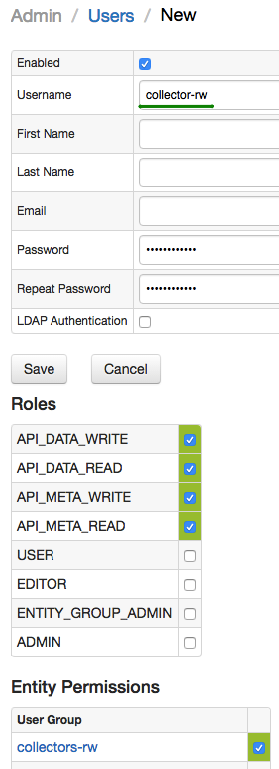 Admin / Users / New
Enabled
Username collector-rw
First Name
Last Name
Email
Password ••••••••••••
Repeat Password ••••••••••••
LDAP Authentication
Save Cancel
Roles
API_DATA_WRITE
API_DATA_READ
API_META_WRITE
API_META_READ
USER
EDITOR
ENTITY_GROUP_ADMIN
ADMIN
Entity Permissions
User Group
collectors-rw